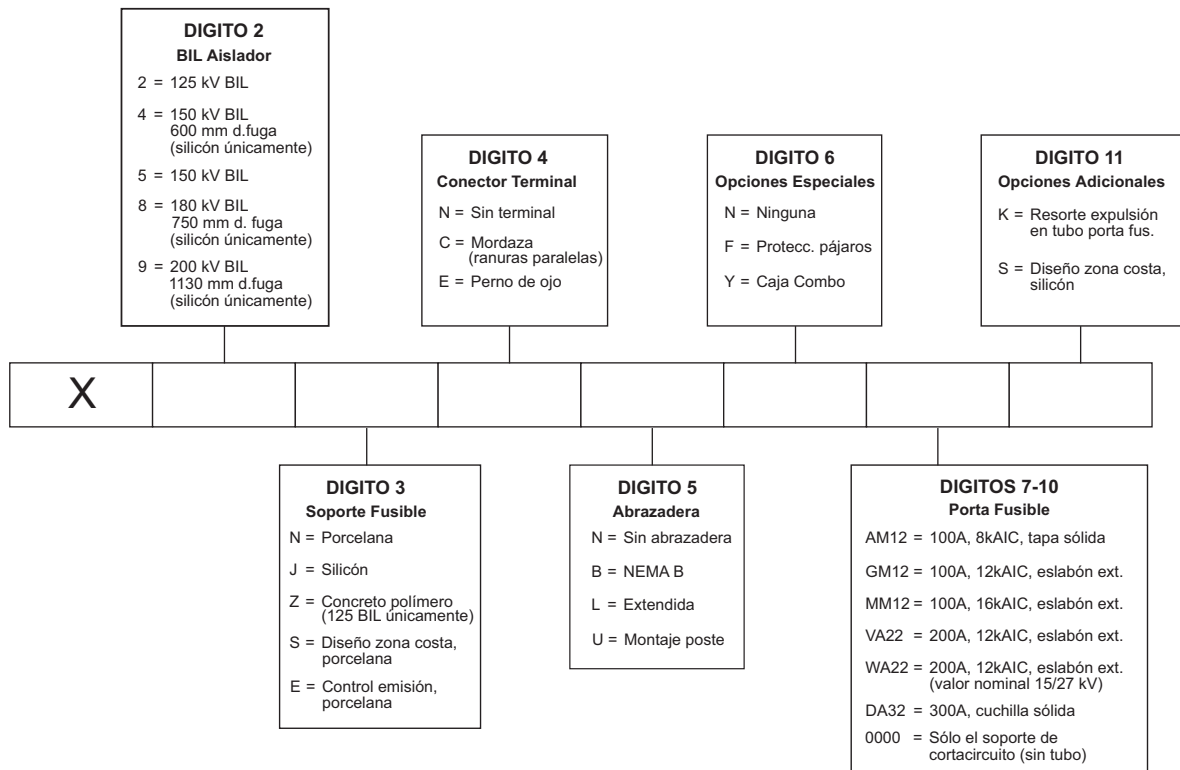 DIGITO 2
BIL Aislador
2 = 125 kV BIL
4 = 150 kV BIL
600 mm d.fuga
(silicón únicamente)
5 = 150 kV BIL
8 = 180 kV BIL
750 mm d. fuga
(silicón únicamente)
9 = 200 kV BIL
1130 mm d.fuga
(silicón únicamente)
DIGITO 4
Conector Terminal
N = Sin terminal
C = Mordaza
(ranuras paralelas)
E = Perno de ojo
DIGITO 6
Opciones Especiales
N = Ninguna
F = Protecc. pájaros
Y = Caja Combo
DIGITO 11
Opciones Adicionales
K = Resorte expulsión
en tubo porta fus.
S = Diseño zona costa,
silicón
X
DIGITO 3
Soporte Fusible
N = Porcelana
J = Silicón
Z = Concreto polímero
(125 BIL únicamente)
S = Diseño zona costa,
porcelana
E = Control emisión,
porcelana
DIGITO 5
Abrazadera
N = Sin abrazadera
B = NEMA B
L = Extendida
U = Montaje poste
DIGITOS 7-10
Porta Fusible
AM12 = 100A, 8kAIC, tapa sólida
GM12 = 100A, 12kAIC, eslabón ext.
MM12 = 100A, 16kAIC, eslabón ext.
VA22 = 200A, 12kAIC, eslabón ext.
WA22 = 200A, 12kAIC, eslabón ext.
(valor nominal 15/27 kV)
DA32 = 300A, cuchilla sólida
0000 = Sólo el soporte de
cortacircuito (sin tubo)